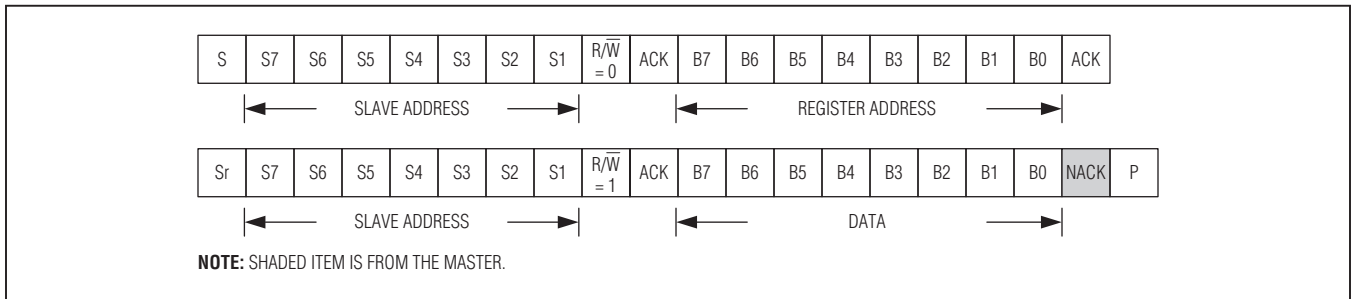 S S7 S6 S5 S4 S3 S2 S1 R/W̅ = 0 ACK B7 B6 B5 B4 B3 B2 B1 B0 ACK
SLAVE ADDRESS REGISTER ADDRESS
Sr S7 S6 S5 S4 S3 S2 S1 R/W̅ = 1 ACK B7 B6 B5 B4 B3 B2 B1 B0 NACK P
SLAVE ADDRESS DATA
NOTE: SHADED ITEM IS FROM THE MASTER.